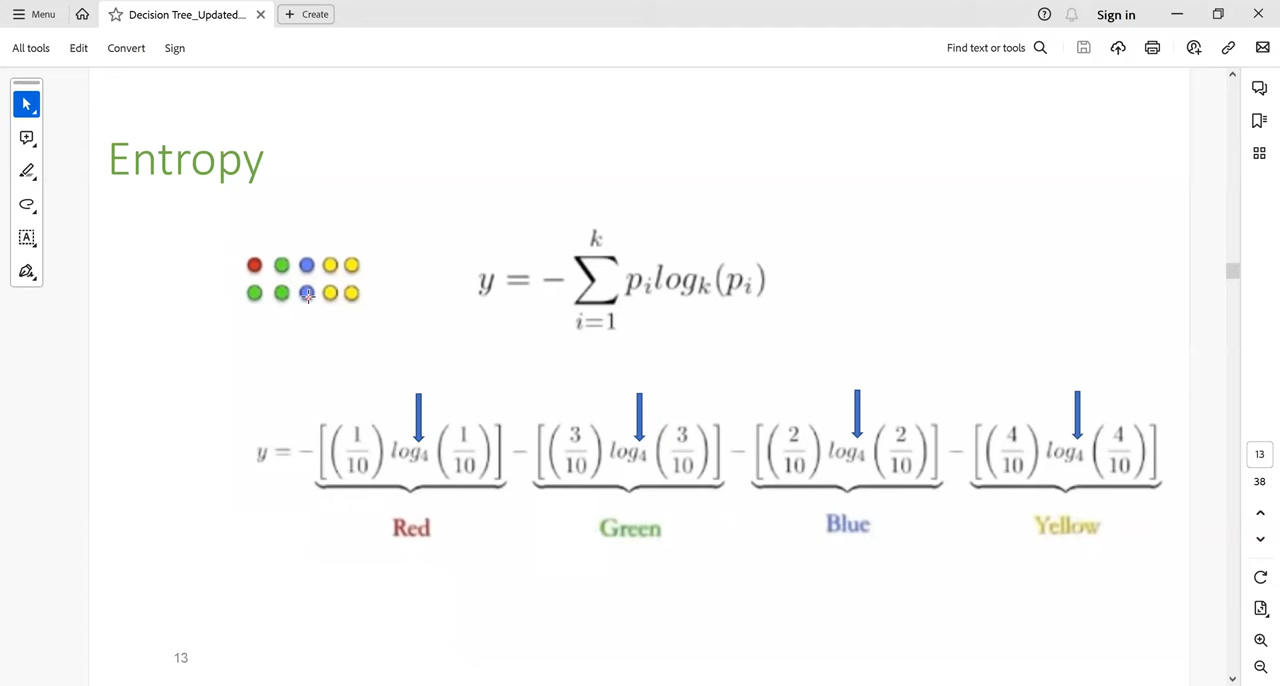 Menu Decision Tree_Updated... Create Sign in
All tools Edit Convert Sign Find text or tools
Entropy
y = -\sum_{i=1}^{k} p_i log_k(p_i)
y = -[(1/10) log₄ (1/10)] - [(3/10) log₄ (3/10)] - [(2/10) log₄ (2/10)] - [(4/10) log₄ (4/10)]
Red Green Blue Yellow
13
38
13